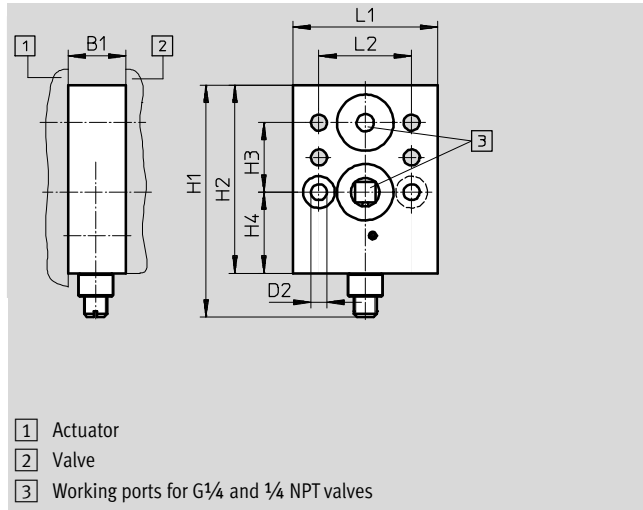 L1
1
B1
2
L2
3
H1
H2
H3
H4
D2
1 Actuator
2 Valve
3 Working ports for G¼ and ¼ NPT valves